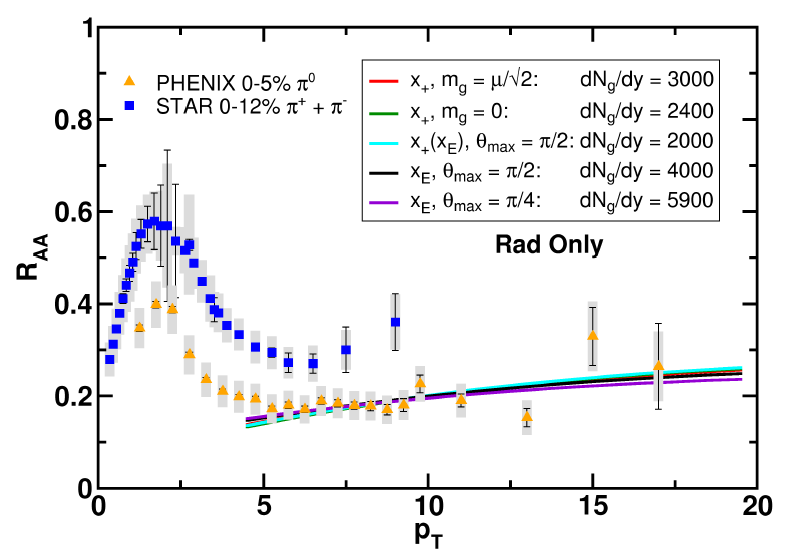 1
0.8
0.6
0.4
0.2
0
R_AA
PHENIX 0-5% π⁰
STAR 0-12% π⁺ + π⁻
x₊, m_g = μ/√2: dN_g/dy = 3000
x₊, m_g = 0: dN_g/dy = 2400
x₊(x_E), θ_max = π/2: dN_g/dy = 2000
x_E, θ_max = π/2: dN_g/dy = 4000
x_E, θ_max = π/4: dN_g/dy = 5900
Rad Only
0 5 10 15 20
p_T